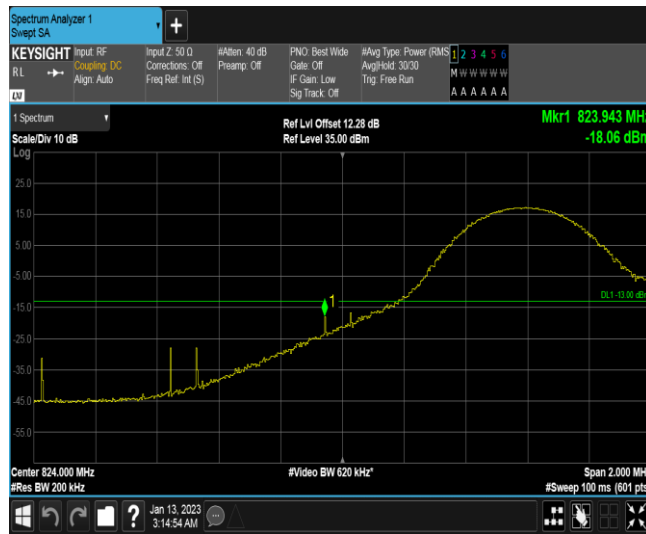 Spectrum Analyzer 1
Swept SA
+
KEYSIGHT
RL
LXI
Input: RF
Coupling: DC
Align: Auto
Input Z: 50 Ω
Corrections: Off
Freq Ref: Int (S)
#Atten: 40 dB
Preamp: Off
PNO: Best Wide
Gate: Off
IF Gain: Low
Sig Track: Off
#Avg Type: Power (RMS
Avg|Hold: 30/30
Trig: Free Run
1 2 3 4 5 6
M W W W W W
A A A A A A
1 Spectrum
Scale/Div 10 dB
Log
Ref Lvl Offset 12.28 dB
Ref Level 35.00 dBm
Mkr1 823.943 MHz
-18.06 dBm
25.0
15.0
5.00
-5.00
-15.0
-25.0
-35.0
-45.0
-55.0
1
DL1 -13.00 dBm
Center 824.000 MHz
#Res BW 200 kHz
#Video BW 620 kHz*
Span 2.000 MHz
#Sweep 100 ms (601 pts)
?
Jan 13, 2023
3:14:54 AM